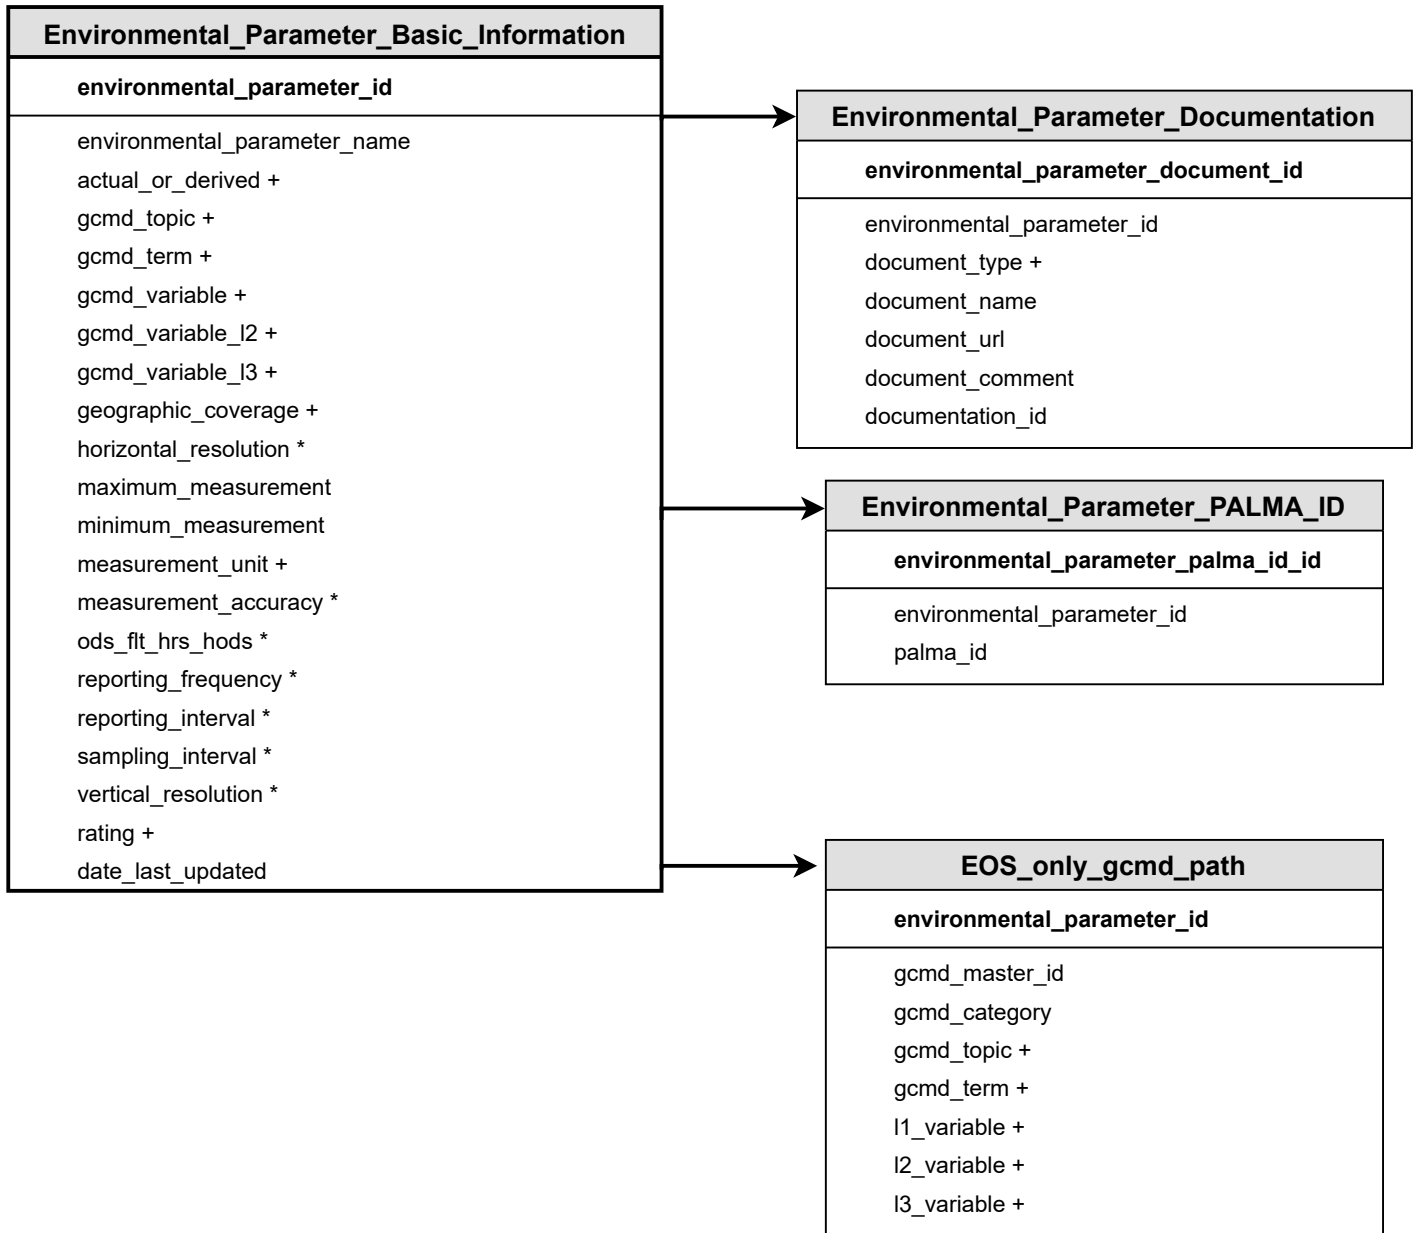 Environmental_Parameter_Basic_Information
environmental_parameter_id
environmental_parameter_name
actual_or_derived +
gcmd_topic +
gcmd_term +
gcmd_variable +
gcmd_variable_l2 +
gcmd_variable_l3 +
geographic_coverage +
horizontal_resolution *
maximum_measurement
minimum_measurement
measurement_unit +
measurement_accuracy *
ods_flt_hrs_hods *
reporting_frequency *
reporting_interval *
sampling_interval *
vertical_resolution *
rating +
date_last_updated
Environmental_Parameter_Documentation
environmental_parameter_document_id
environmental_parameter_id
document_type +
document_name
document_url
document_comment
documentation_id
Environmental_Parameter_PALMA_ID
environmental_parameter_palma_id_id
environmental_parameter_id
palma_id
EOS_only_gcmd_path
environmental_parameter_id
gcmd_master_id
gcmd_category
gcmd_topic +
gcmd_term +
l1_variable +
l2_variable +
l3_variable +